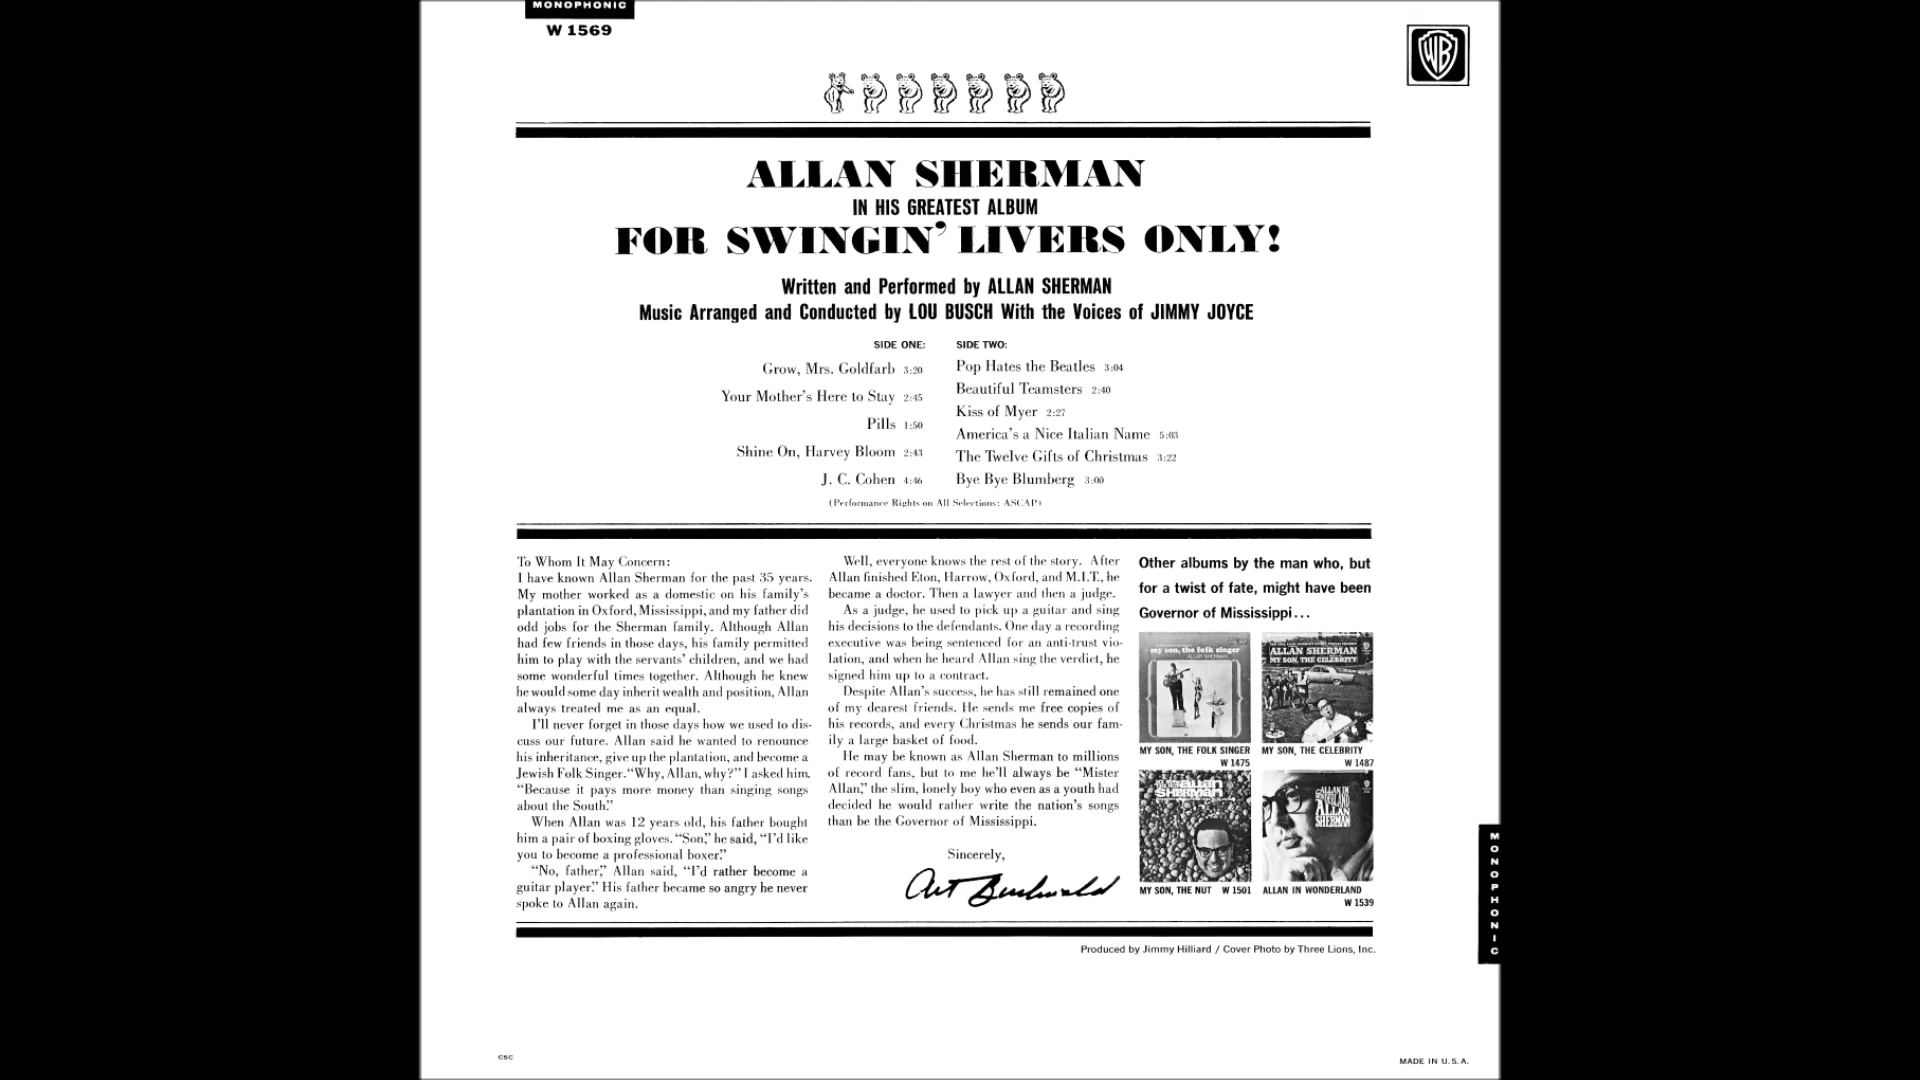 MONOPHONIC
W 1569
WB
ALLAN SHERMAN
IN HIS GREATEST ALBUM
FOR SWINGIN' LIVERS ONLY!
Written and Performed by ALLAN SHERMAN
Music Arranged and Conducted by LOU BUSCH With the Voices of JIMMY JOYCE
SIDE ONE:
Grow, Mrs. Goldfarb 3:20
Your Mother's Here to Stay 2:45
Pills 1:50
Shine On, Harvey Bloom 2:43
J. C. Cohen 4:46
SIDE TWO:
Pop Hates the Beatles 3:04
Beautiful Teamsters 2:40
Kiss of Myer 2:27
America's a Nice Italian Name 5:03
The Twelve Gifts of Christmas 3:22
Bye Bye Blumberg 3:00
(Performance Rights on All Selections: ASCAP)
To Whom It May Concern:
I have known Allan Sherman for the past 35 years.
My mother worked as a domestic on his family's
plantation in Oxford, Mississippi, and my father did
odd jobs for the Sherman family. Although Allan
had few friends in those days, his family permitted
him to play with the servants' children, and we had
some wonderful times together. Although he knew
he would some day inherit wealth and position, Allan
always treated me as an equal.
I'll never forget in those days how we used to dis-
cuss our future. Allan said he wanted to renounce
his inheritance, give up the plantation, and become a
Jewish Folk Singer. "Why, Allan, why?" I asked him.
"Because it pays more money than singing songs
about the South."
When Allan was 12 years old, his father bought
him a pair of boxing gloves. "Son," he said, "I'd like
you to become a professional boxer."
"No, father," Allan said, "I'd rather become a
guitar player." His father became so angry he never
spoke to Allan again.
Well, everyone knows the rest of the story. After
Allan finished Eton, Harrow, Oxford, and M.I.T., he
became a doctor. Then a lawyer and then a judge.
As a judge, he used to pick up a guitar and sing
his decisions to the defendants. One day a recording
executive was being sentenced for an anti-trust vio-
lation, and when he heard Allan sing the verdict, he
signed him up to a contract.
Despite Allan's success, he has still remained one
of my dearest friends. He sends me free copies of
his records, and every Christmas he sends our fam-
ily a large basket of food.
He may be known as Allan Sherman to millions
of record fans, but to me he'll always be "Mister
Allan," the slim, lonely boy who even as a youth had
decided he would rather write the nation's songs
than be the Governor of Mississippi.
Sincerely,
Art Buchwald
Other albums by the man who, but
for a twist of fate, might have been
Governor of Mississippi...
my son, the folk singer
ALLAN SHERMAN
MY SON, THE FOLK SINGER
W 1475
ALLAN SHERMAN
MY SON, THE CELEBRITY
MY SON, THE CELEBRITY
W 1487
allan
SHERMAN
MY SON, THE NUT W 1501
ALLAN IN
WONDERLAND
ALLAN
SHERMAN
ALLAN IN WONDERLAND
W 1539
Produced by Jimmy Hilliard / Cover Photo by Three Lions, Inc.
MONOPHONIC
CSC
MADE IN U.S.A.